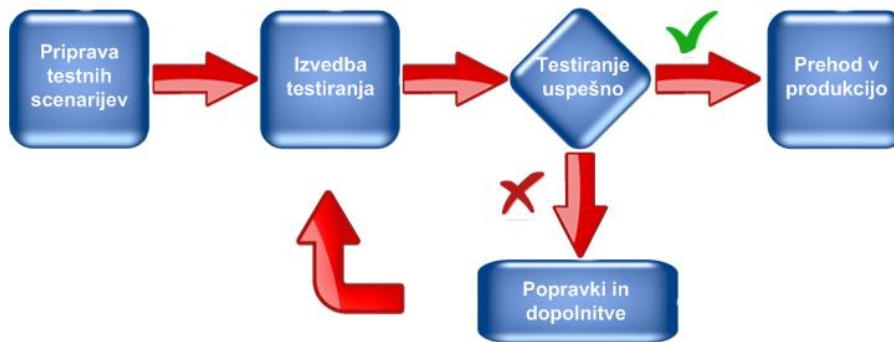 Priprava
testnih
scenarijev
Izvedba
testiranja
Testiranje
uspešno
Prehod v
produkcijo
Popravki in
dopolnitve